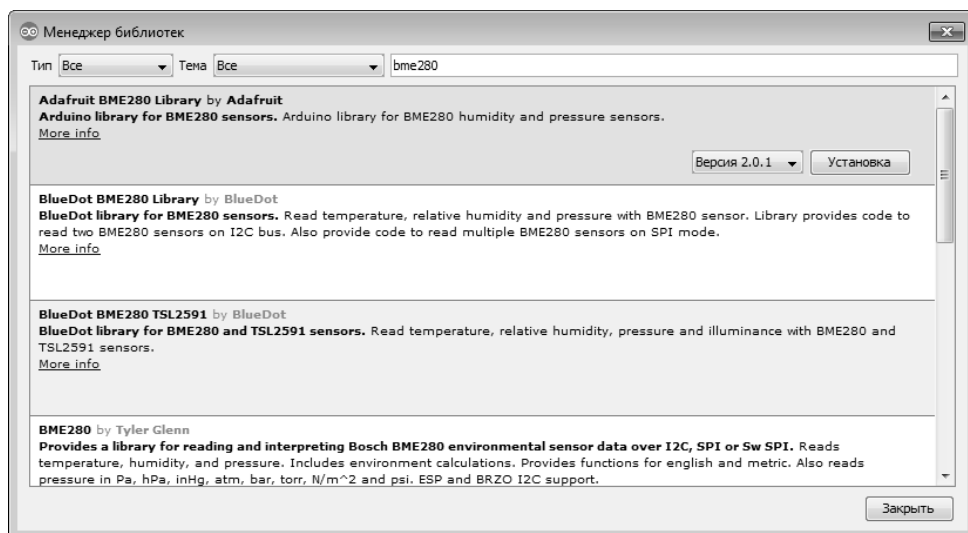 Менеджер библиотек
Тип Все Тема Все bme280
Adafruit BME280 Library by Adafruit
Arduino library for BME280 sensors. Arduino library for BME280 humidity and pressure sensors.
More info
Версия 2.0.1 Установка
BlueDot BME280 Library by BlueDot
BlueDot library for BME280 sensors. Read temperature, relative humidity and pressure with BME280 sensor. Library provides code to
read two BME280 sensors on I2C bus. Also provide code to read multiple BME280 sensors on SPI mode.
More info
BlueDot BME280 TSL2591 by BlueDot
BlueDot library for BME280 and TSL2591 sensors. Read temperature, relative humidity, pressure and illuminance with BME280 and
TSL2591 sensors.
More info
BME280 by Tyler Glenn
Provides a library for reading and interpreting Bosch BME280 environmental sensor data over I2C, SPI or Sw SPI. Reads
temperature, humidity, and pressure. Includes environment calculations. Provides functions for english and metric. Also reads
pressure in Pa, hPa, inHg, atm, bar, torr, N/m^2 and psi. ESP and BRZO I2C support.
Закрыть